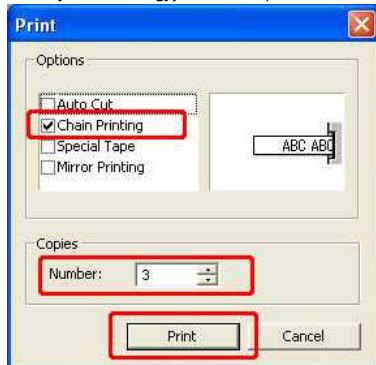 Print
Options
Auto Cut
Chain Printing
Special Tape
Mirror Printing
ABC ABC
Copies
Number: 3
Print Cancel